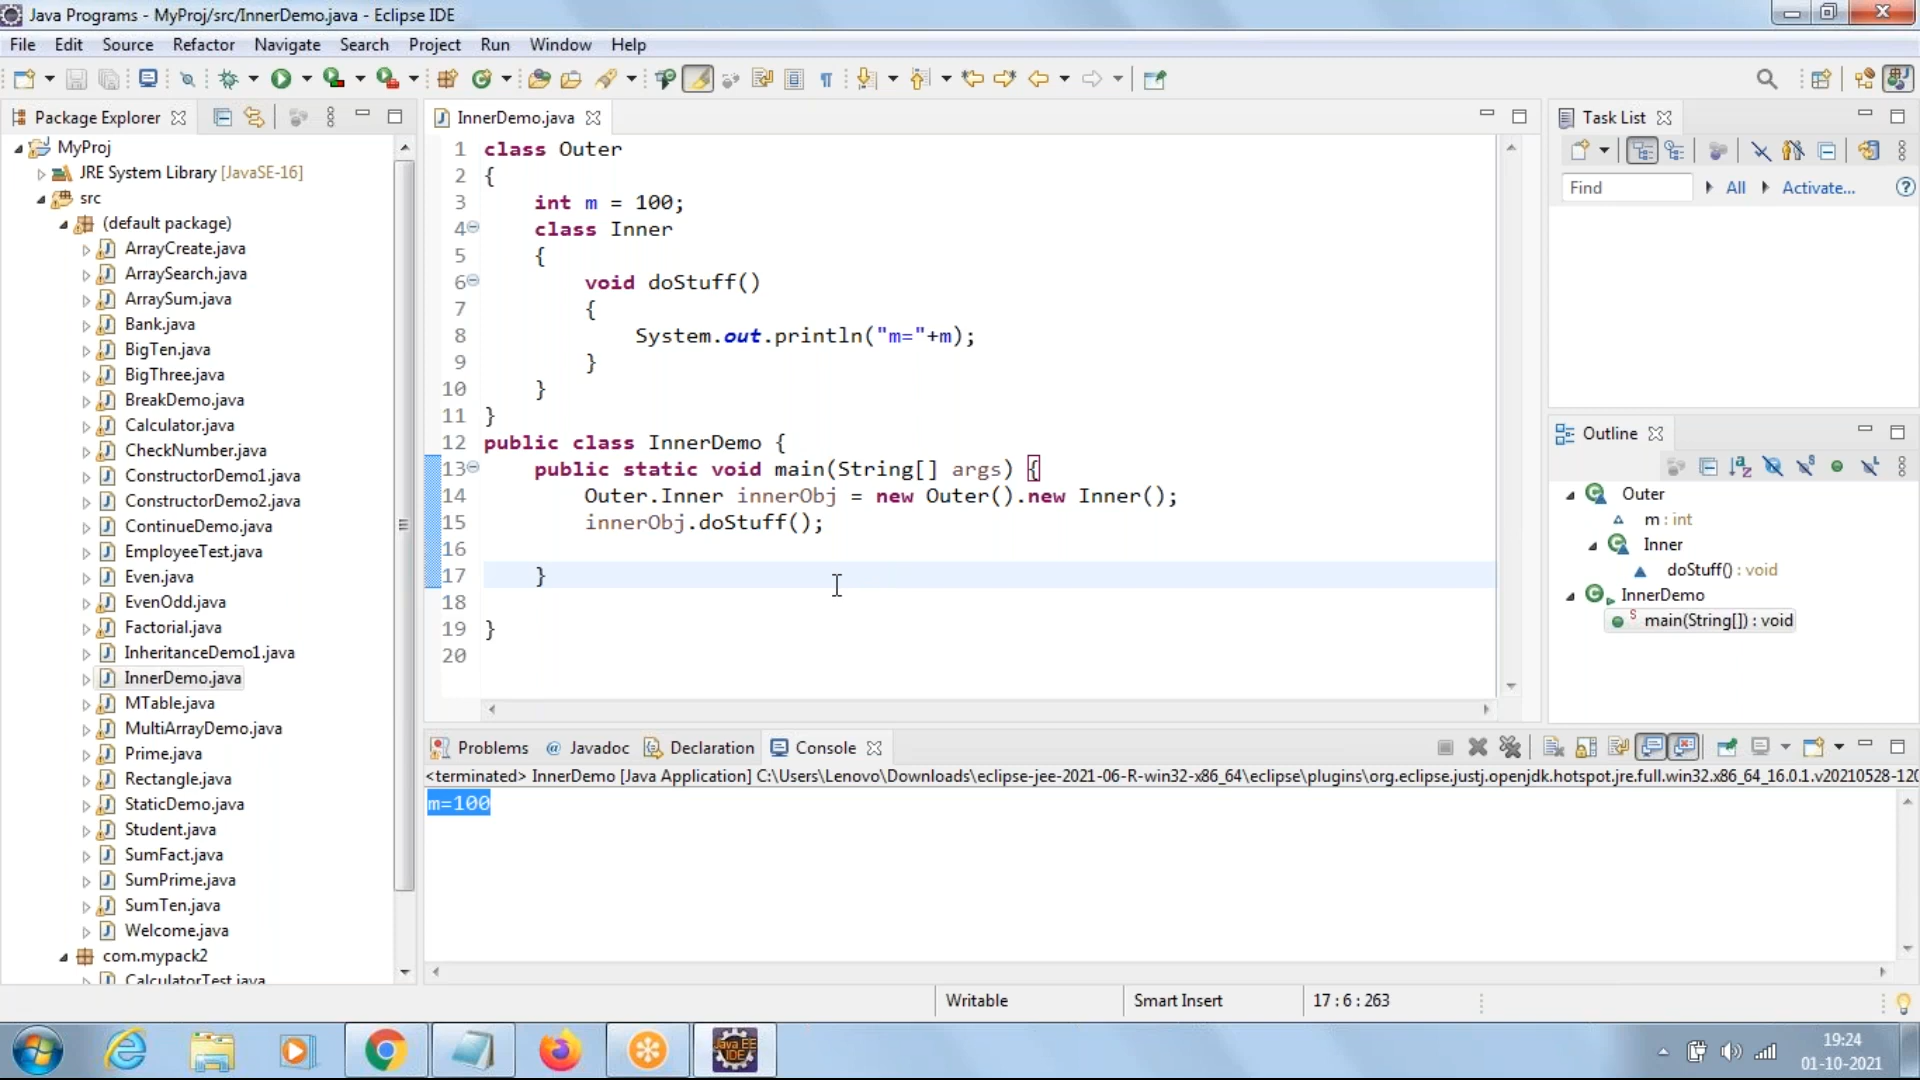 Java Programs - MyProj/src/InnerDemo.java - Eclipse IDE
File Edit Source Refactor Navigate Search Project Run Window Help
Package Explorer
MyProj
JRE System Library [JavaSE-16]
src
(default package)
ArrayCreate.java
ArraySearch.java
ArraySum.java
Bank.java
BigTen.java
BigThree.java
BreakDemo.java
Calculator.java
CheckNumber.java
ConstructorDemo1.java
ConstructorDemo2.java
ContinueDemo.java
EmployeeTest.java
Even.java
EvenOdd.java
Factorial.java
InheritanceDemo1.java
InnerDemo.java
MTable.java
MultiArrayDemo.java
Prime.java
Rectangle.java
StaticDemo.java
Student.java
SumFact.java
SumPrime.java
SumTen.java
Welcome.java
com.mypack2
CalculatorTest.java
InnerDemo.java
1 class Outer
2 {
3     int m = 100;
4     class Inner
5     {
6         void doStuff()
7         {
8             System.out.println("m="+m);
9         }
10     }
11 }
12 public class InnerDemo {
13     public static void main(String[] args) {
14         Outer.Inner innerObj = new Outer().new Inner();
15         innerObj.doStuff();
16
17     }
18
19 }
20
Task List
Find All Activate...
Outline
Outer
m : int
Inner
doStuff() : void
InnerDemo
main(String[]) : void
Problems @ Javadoc Declaration Console
<terminated> InnerDemo [Java Application] C:\Users\Lenovo\Downloads\eclipse-jee-2021-06-R-win32-x86_64\eclipse\plugins\org.eclipse.justj.openjdk.hotspot.jre.full.win32.x86_64_16.0.1.v20210528-120
m=100
Writable Smart Insert 17 : 6 : 263
Java EE
IDE
19:24
01-10-2021